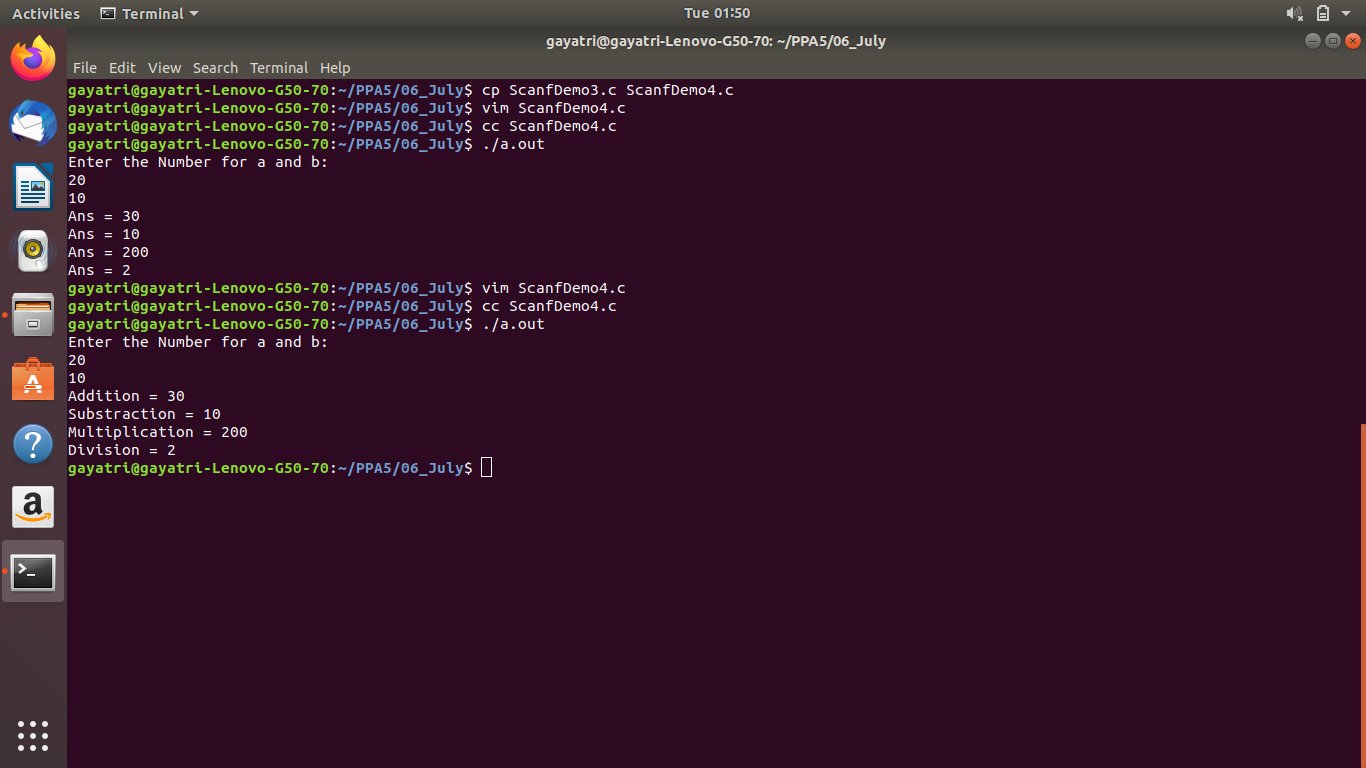 Activities Terminal Tue 01:50
gayatri@gayatri-Lenovo-G50-70: ~/PPA5/06_July
File Edit View Search Terminal Help
gayatri@gayatri-Lenovo-G50-70:~/PPA5/06_July$ cp ScanfDemo3.c ScanfDemo4.c
gayatri@gayatri-Lenovo-G50-70:~/PPA5/06_July$ vim ScanfDemo4.c
gayatri@gayatri-Lenovo-G50-70:~/PPA5/06_July$ cc ScanfDemo4.c
gayatri@gayatri-Lenovo-G50-70:~/PPA5/06_July$ ./a.out
Enter the Number for a and b:
20
10
Ans = 30
Ans = 10
Ans = 200
Ans = 2
gayatri@gayatri-Lenovo-G50-70:~/PPA5/06_July$ vim ScanfDemo4.c
gayatri@gayatri-Lenovo-G50-70:~/PPA5/06_July$ cc ScanfDemo4.c
gayatri@gayatri-Lenovo-G50-70:~/PPA5/06_July$ ./a.out
Enter the Number for a and b:
20
10
Addition = 30
Substraction = 10
Multiplication = 200
Division = 2
gayatri@gayatri-Lenovo-G50-70:~/PPA5/06_July$